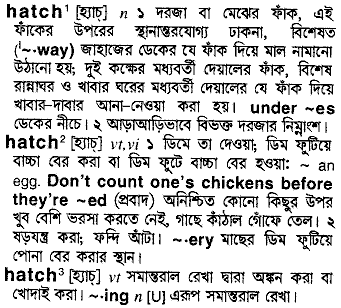 hatch¹ [হ্যাচ্] n ১ দরজা বা মেঝের ফাঁক, এই
ফাঁকের উপরের স্থানান্তরযোগ্য ঢাকনা, বিশেষত
('~·way) জাহাজের ডেকের যে ফাঁক দিয়ে মাল নামানো
উঠানো হয়; দুই কক্ষের মধ্যবর্তী দেয়ালের ফাঁক, বিশেষ
রান্নাঘর ও খাবার ঘরের মধ্যবর্তী দেয়ালের যে ফাঁক দিয়ে
খাবার-দাবার আনা-নেওয়া করা হয়। under ~es
ডেকের নীচে। ২ আড়াআড়িভাবে বিভক্ত দরজার নিম্নাংশ।
hatch² [হ্যাচ্] vt,vi ১ ডিমে তা দেওয়া; ডিম ফুটিয়ে
বাচ্চা বের করা বা ডিম ফুটে বাচ্চা বের হওয়া: ~ an
egg. Don't count one's chickens before
they're ~ed (প্রবাদ) অনিশ্চিত কোনো কিছুর উপর
খুব বেশি ভরসা করতে নেই, গাছে কাঁঠাল গোঁফে তেল। ২
ষড়যন্ত্র করা; ফন্দি আঁটা। ~·ery মাছের ডিম ফুটিয়ে
পোনা বের করার স্থান।
hatch³ [হ্যাচ্] vt সমান্তরাল রেখা দ্বারা অঙ্কন করা বা
খোদাই করা। ~·ing n [U] এরূপ সমান্তরাল রেখা।